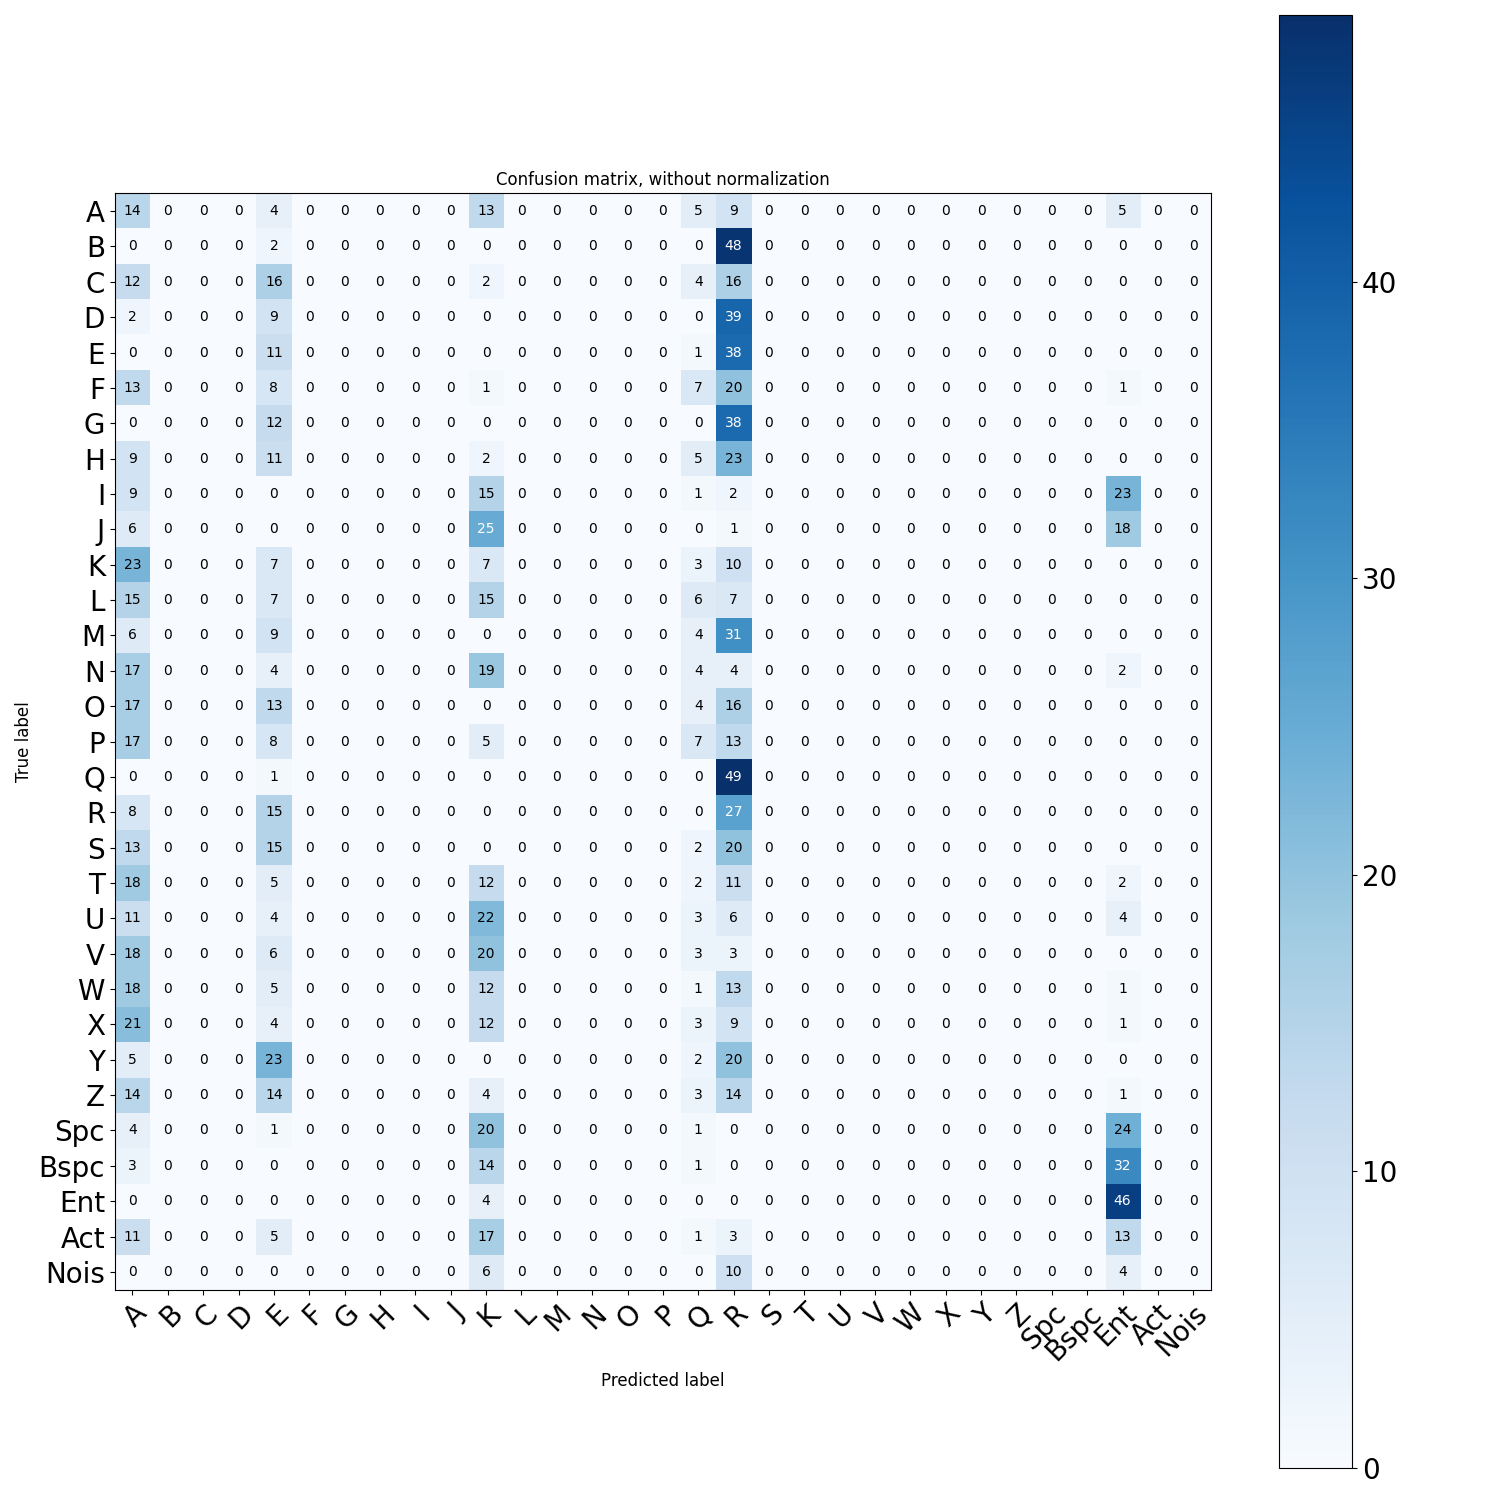 Confusion matrix, without normalization
True label
A 14 0 0 0 4 0 0 0 0 0 13 0 0 0 0 0 5 9 0 0 0 0 0 0 0 0 0 0 5 0 0
B 0 0 0 0 2 0 0 0 0 0 0 0 0 0 0 0 0 48 0 0 0 0 0 0 0 0 0 0 0 0 0
C 12 0 0 0 16 0 0 0 0 0 2 0 0 0 0 0 4 16 0 0 0 0 0 0 0 0 0 0 0 0 0
D 2 0 0 0 9 0 0 0 0 0 0 0 0 0 0 0 0 39 0 0 0 0 0 0 0 0 0 0 0 0 0
E 0 0 0 0 11 0 0 0 0 0 0 0 0 0 0 0 1 38 0 0 0 0 0 0 0 0 0 0 0 0 0
F 13 0 0 0 8 0 0 0 0 0 1 0 0 0 0 0 7 20 0 0 0 0 0 0 0 0 0 0 1 0 0
G 0 0 0 0 12 0 0 0 0 0 0 0 0 0 0 0 0 38 0 0 0 0 0 0 0 0 0 0 0 0 0
H 9 0 0 0 11 0 0 0 0 0 2 0 0 0 0 0 5 23 0 0 0 0 0 0 0 0 0 0 0 0 0
I 9 0 0 0 0 0 0 0 0 0 15 0 0 0 0 0 1 2 0 0 0 0 0 0 0 0 0 0 23 0 0
J 6 0 0 0 0 0 0 0 0 0 25 0 0 0 0 0 0 1 0 0 0 0 0 0 0 0 0 0 18 0 0
K 23 0 0 0 7 0 0 0 0 0 7 0 0 0 0 0 3 10 0 0 0 0 0 0 0 0 0 0 0 0 0
L 15 0 0 0 7 0 0 0 0 0 15 0 0 0 0 0 6 7 0 0 0 0 0 0 0 0 0 0 0 0 0
M 6 0 0 0 9 0 0 0 0 0 0 0 0 0 0 0 4 31 0 0 0 0 0 0 0 0 0 0 0 0 0
N 17 0 0 0 4 0 0 0 0 0 19 0 0 0 0 0 4 4 0 0 0 0 0 0 0 0 0 0 2 0 0
O 17 0 0 0 13 0 0 0 0 0 0 0 0 0 0 0 4 16 0 0 0 0 0 0 0 0 0 0 0 0 0
P 17 0 0 0 8 0 0 0 0 0 5 0 0 0 0 0 7 13 0 0 0 0 0 0 0 0 0 0 0 0 0
Q 0 0 0 0 1 0 0 0 0 0 0 0 0 0 0 0 0 49 0 0 0 0 0 0 0 0 0 0 0 0 0
R 8 0 0 0 15 0 0 0 0 0 0 0 0 0 0 0 0 27 0 0 0 0 0 0 0 0 0 0 0 0 0
S 13 0 0 0 15 0 0 0 0 0 0 0 0 0 0 0 2 20 0 0 0 0 0 0 0 0 0 0 0 0 0
T 18 0 0 0 5 0 0 0 0 0 12 0 0 0 0 0 2 11 0 0 0 0 0 0 0 0 0 0 2 0 0
U 11 0 0 0 4 0 0 0 0 0 22 0 0 0 0 0 3 6 0 0 0 0 0 0 0 0 0 0 4 0 0
V 18 0 0 0 6 0 0 0 0 0 20 0 0 0 0 0 3 3 0 0 0 0 0 0 0 0 0 0 0 0 0
W 18 0 0 0 5 0 0 0 0 0 12 0 0 0 0 0 1 13 0 0 0 0 0 0 0 0 0 0 1 0 0
X 21 0 0 0 4 0 0 0 0 0 12 0 0 0 0 0 3 9 0 0 0 0 0 0 0 0 0 0 1 0 0
Y 5 0 0 0 23 0 0 0 0 0 0 0 0 0 0 0 2 20 0 0 0 0 0 0 0 0 0 0 0 0 0
Z 14 0 0 0 14 0 0 0 0 0 4 0 0 0 0 0 3 14 0 0 0 0 0 0 0 0 0 0 1 0 0
Spc 4 0 0 0 1 0 0 0 0 0 20 0 0 0 0 0 1 0 0 0 0 0 0 0 0 0 0 0 24 0 0
Bspc 3 0 0 0 0 0 0 0 0 0 14 0 0 0 0 0 1 0 0 0 0 0 0 0 0 0 0 0 32 0 0
Ent 0 0 0 0 0 0 0 0 0 0 4 0 0 0 0 0 0 0 0 0 0 0 0 0 0 0 0 0 46 0 0
Act 11 0 0 0 5 0 0 0 0 0 17 0 0 0 0 0 1 3 0 0 0 0 0 0 0 0 0 0 13 0 0
Nois 0 0 0 0 0 0 0 0 0 0 6 0 0 0 0 0 0 10 0 0 0 0 0 0 0 0 0 0 4 0 0
A B C D E F G H I J K L M N O P Q R S T U V W X Y Z Spc Bspc Ent Act Nois
Predicted label
40
30
20
10
0